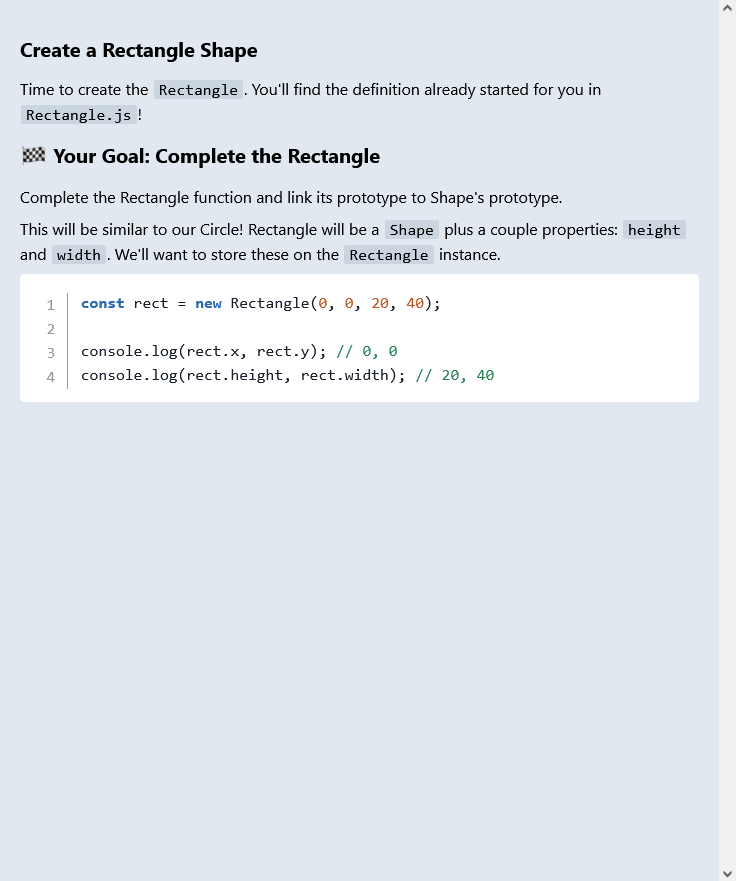 Create a Rectangle Shape
Time to create the Rectangle. You'll find the definition already started for you in
Rectangle.js!
🏁 Your Goal: Complete the Rectangle
Complete the Rectangle function and link its prototype to Shape's prototype.
This will be similar to our Circle! Rectangle will be a Shape plus a couple properties: height
and width. We'll want to store these on the Rectangle instance.
1 const rect = new Rectangle(0, 0, 20, 40);
2
3 console.log(rect.x, rect.y); // 0, 0
4 console.log(rect.height, rect.width); // 20, 40